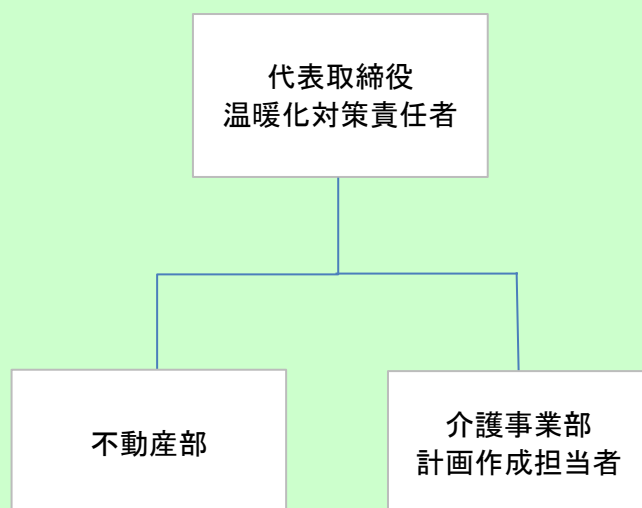 代表取締役
温暖化対策責任者
不動産部
介護事業部
計画作成担当者